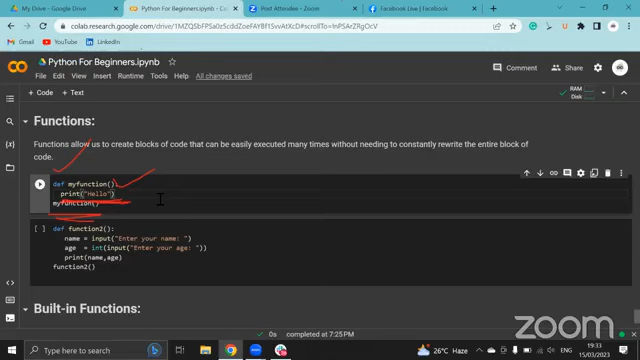 My Drive - Google Drive
Python For Beginners.ipynb - Col
Post Attendee - Zoom
Facebook Live | Facebook
colab.research.google.com/drive/
Gmail
YouTube
LinkedIn
Python For Beginners.ipynb
Comment
Share
File Edit View Insert Runtime Tools Help All changes saved
+ Code + Text
RAM
Disk
Functions:
Functions allow us to create blocks of code that can be easily executed many times without needing to constantly rewrite the entire block of
code.
def myfunction():
print("Hello")
myfunction()
[ ] def function2():
name = input("Enter your name: ")
age = int(input("Enter your age: "))
print(name,age)
function2()
Built-in Functions:
0s completed at 7:25 PM
zoom
Type here to search
26°C Haze
ENG
19:33
15/03/2023